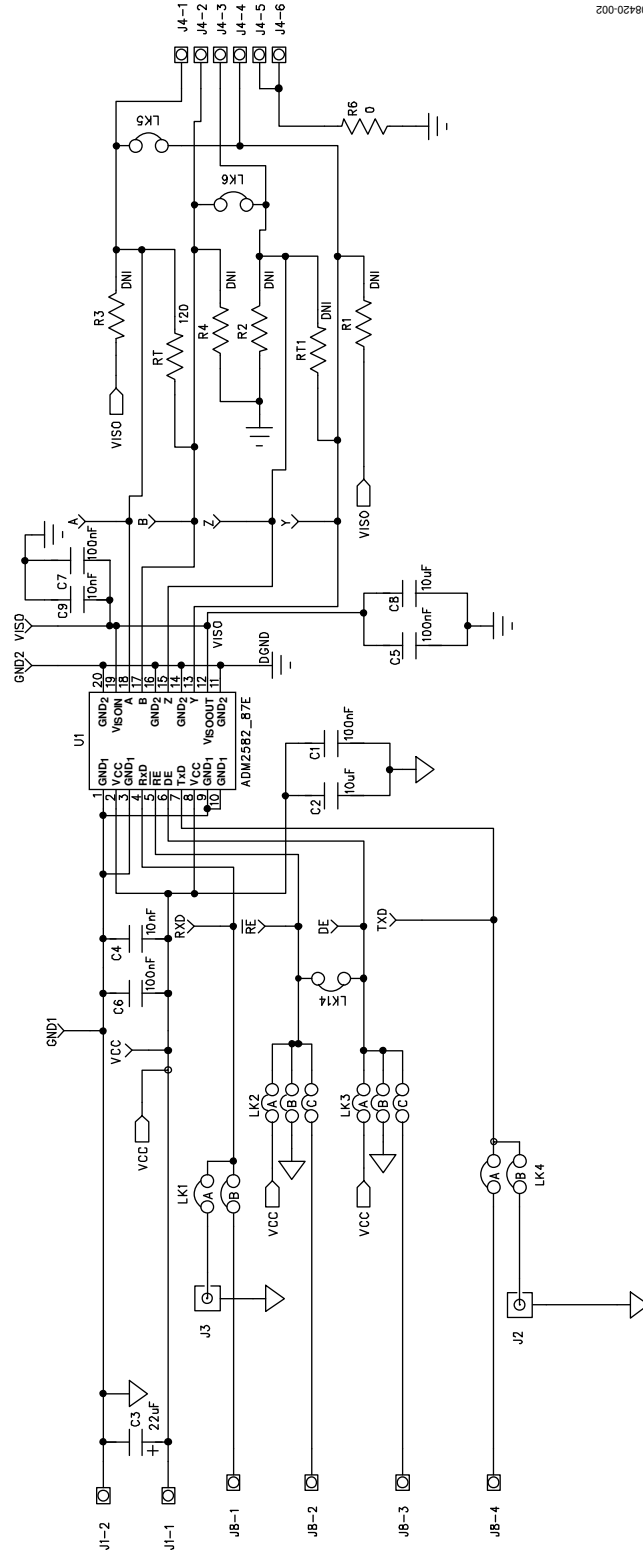 08420-002
J4-1
J4-2
J4-3
J4-4
J4-5
J4-6
R6
0
LK5
LK6
R3
DNI
RT
120
R4
DNI
R2
DNI
RT1
DNI
R1
DNI
VISO
VISO
A
B
Z
Y
C7
100nF
C9
10nF
VISO
GND2
VISO
DGND
C8
10uF
C5
100nF
U1
ADM2582_87E
20 GND2
19 VISOIN
18 A
17 B
16 GND2
15 Z
14 GND2
13 Y
12 VISOOUT
11 GND2
1 GND1
2 VCC
3 GND1
4 RxD
5 RE
6 DE
7 TxD
8 VCC
9 GND1
10 GND1
C1
100nF
C2
10uF
C4
10nF
C6
100nF
GND1
VCC
VCC
RXD
RE
DE
TXD
LK14
LK2
A
B
C
VCC
LK3
A
B
C
VCC
LK1
A
B
LK4
A
B
J3
J2
C3
22uF
+
J1-2
J1-1
J8-1
J8-2
J8-3
J8-4